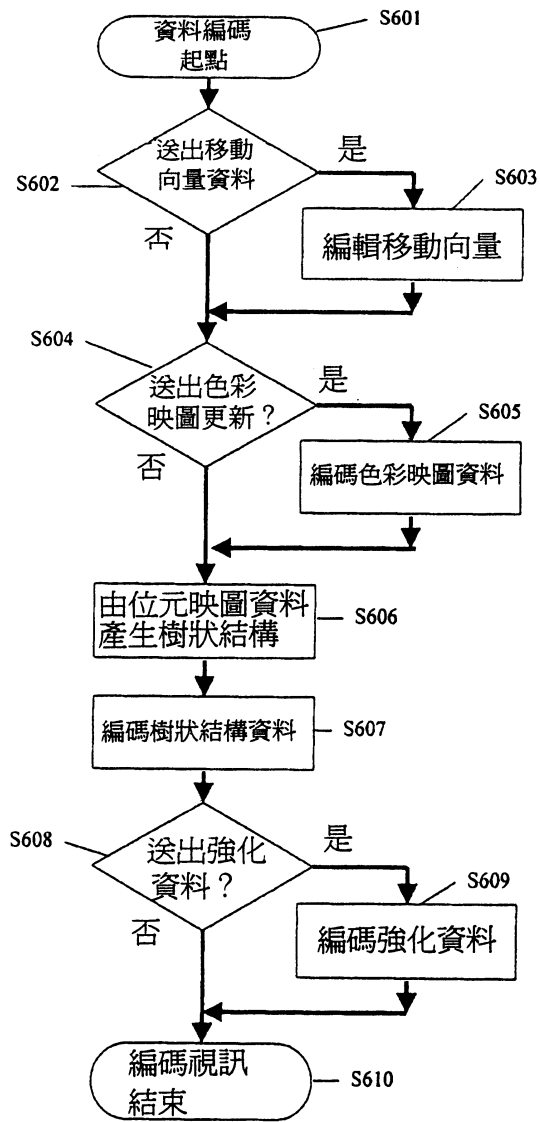 資料編碼
起點
S601
送出移動
向量資料
是
S602
S603
編輯移動向量
否
S604
送出色彩
映圖更新？
是
S605
編碼色彩映圖資料
否
由位元映圖資料
產生樹狀結構
S606
編碼樹狀結構資料
S607
S608
送出強化
資料？
是
S609
編碼強化資料
否
編碼視訊
結束
S610